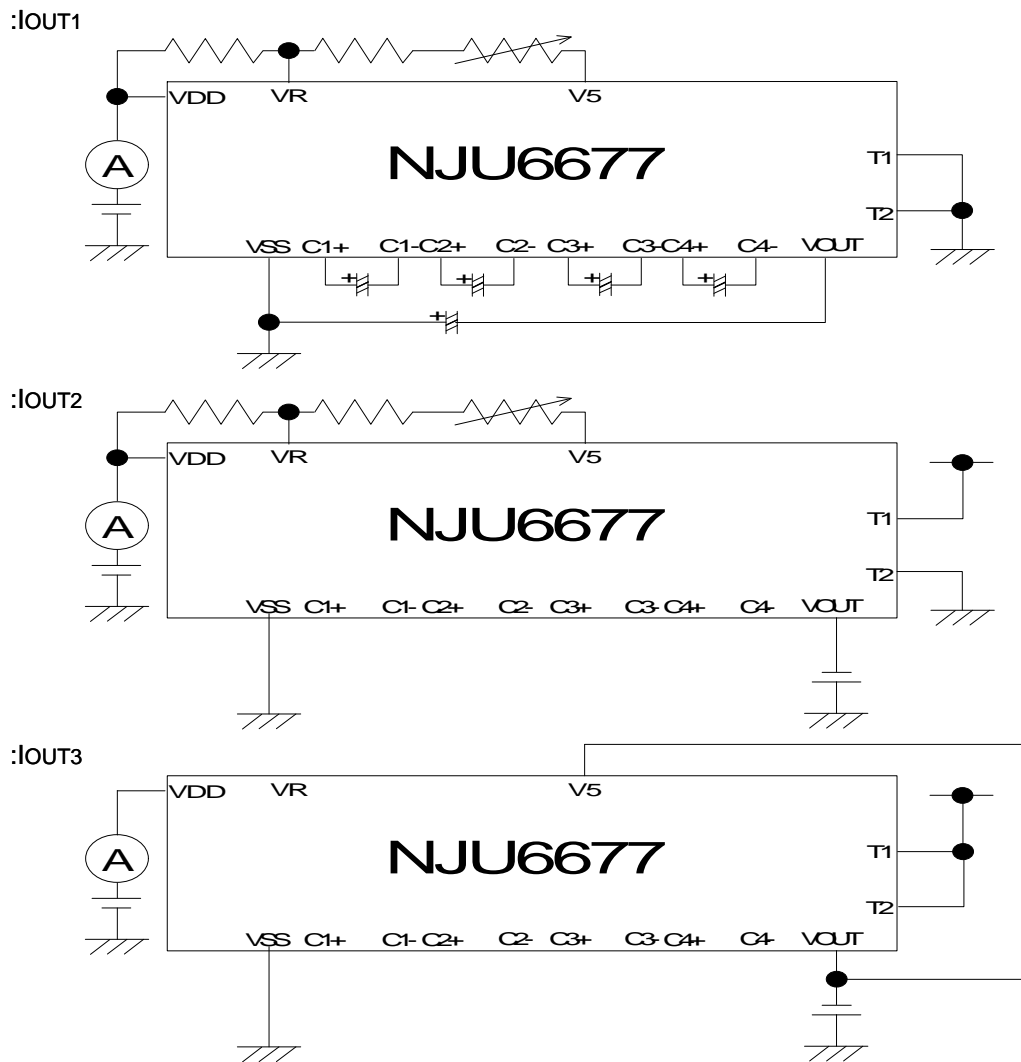 :IOUT1
VDD VR V5
A NJU6677 T1
T2
VSS C1+ C1- C2+ C2- C3+ C3- C4+ C4- VOUT
+ + + +
+
:IOUT2
VDD VR V5
A NJU6677 T1
T2
VSS C1+ C1- C2+ C2- C3+ C3- C4+ C4- VOUT
:IOUT3
VDD VR V5
A NJU6677 T1
T2
VSS C1+ C1- C2+ C2- C3+ C3- C4+ C4- VOUT